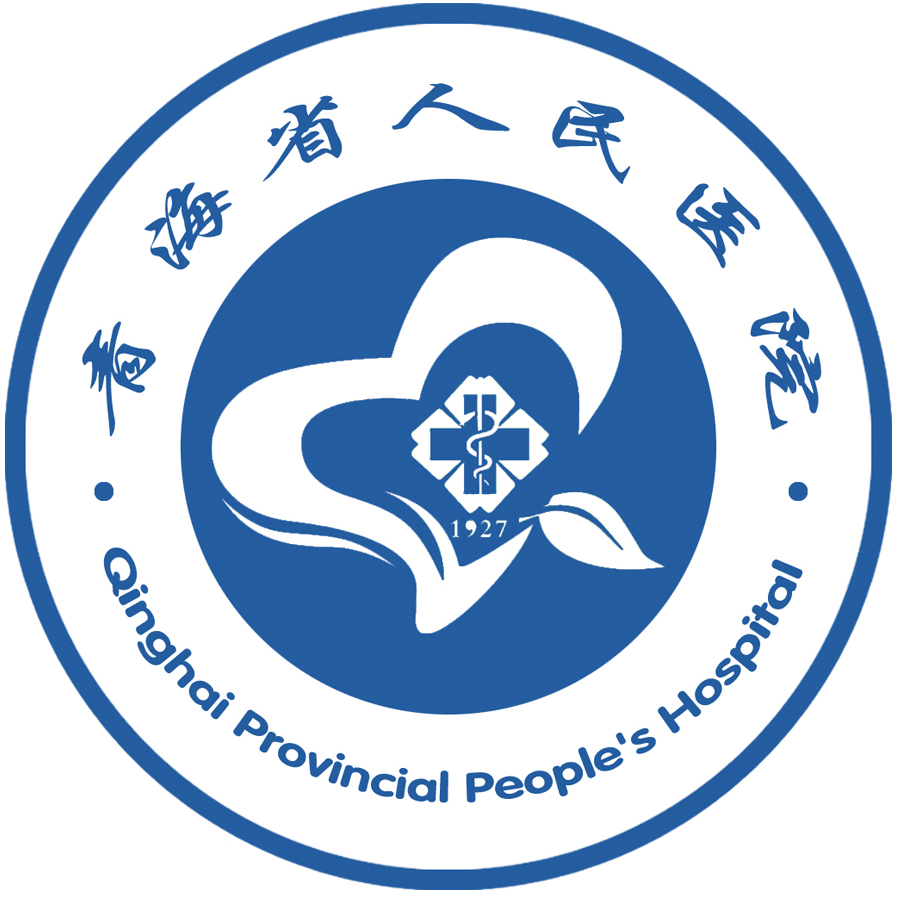 青海省人民医院
1927
Qinghai Provincial People's Hospital